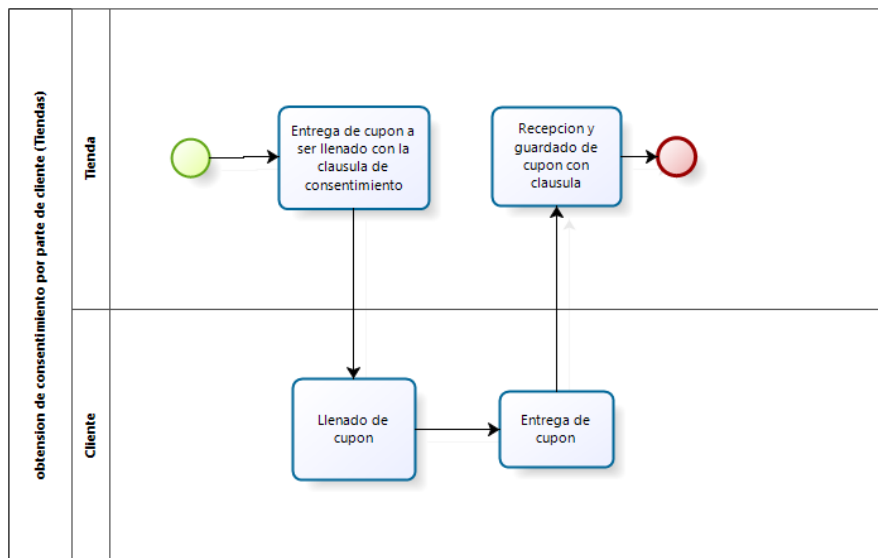 obtension de consentimiento por parte de cliente (Tiendas)
Tienda
Entrega de cupon a
ser llenado con la
clausula de
consentimiento
Recepcion y
guardado de
cupon con
clausula
Cliente
Llenado de
cupon
Entrega de
cupon